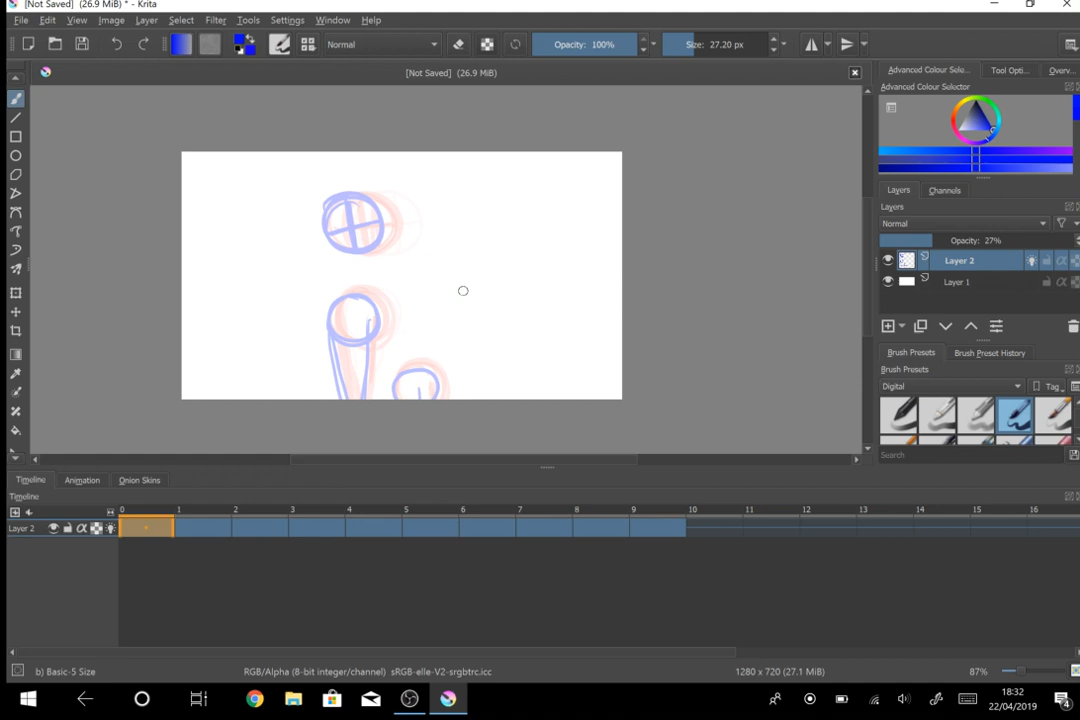 [Not Saved] (26.9 MiB) * - Krita
File Edit View Image Layer Select Filter Tools Settings Window Help
Normal Opacity: 100% Size: 27.20 px
[Not Saved] (26.9 MiB)
Advanced Colour Sele... Tool Opti... Overv...
Advanced Colour Selector
Layers Channels
Layers
Normal
Opacity: 27%
Layer 2
Layer 1
Brush Presets Brush Preset History
Brush Presets
Digital Tag
Search
Timeline Animation Onion Skins
Timeline
0 1 2 3 4 5 6 7 8 9 10 11 12 13 14 15 16
Layer 2
b) Basic-5 Size RGB/Alpha (8-bit integer/channel) sRGB-elle-V2-srgbtrc.icc 1280 x 720 (27.1 MiB) 87%
18:32
22/04/2019
4